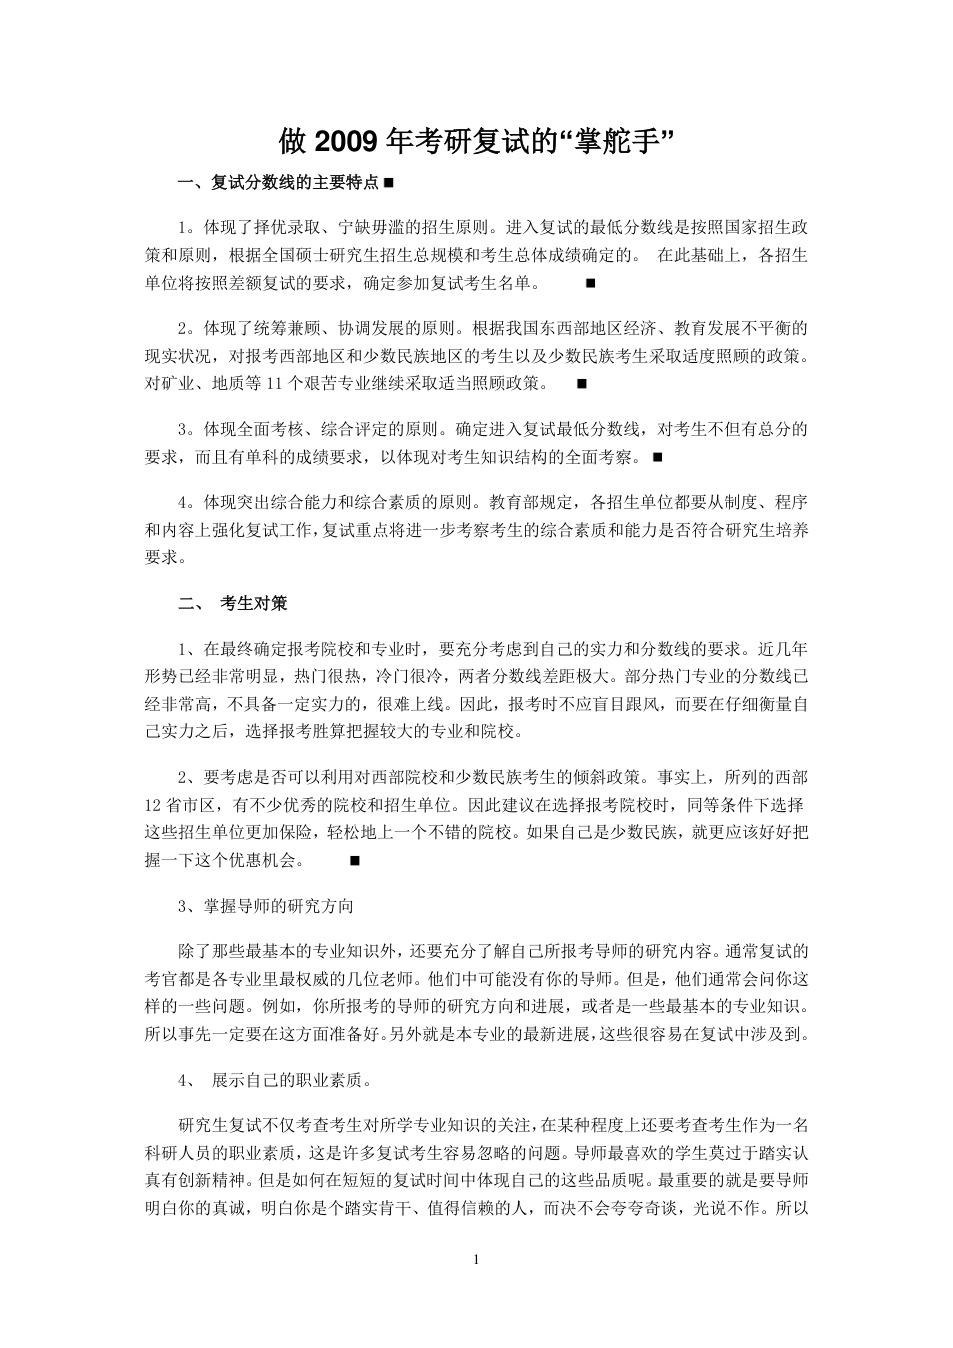 做 2009 年考研复试的“掌舵手”
一、复试分数线的主要特点 ■
1。体现了择优录取、宁缺毋滥的招生原则。进入复试的最低分数线是按照国家招生政
策和原则，根据全国硕士研究生招生总规模和考生总体成绩确定的。 在此基础上，各招生
单位将按照差额复试的要求，确定参加复试考生名单。 ■
2。体现了统筹兼顾、协调发展的原则。根据我国东西部地区经济、教育发展不平衡的
现实状况，对报考西部地区和少数民族地区的考生以及少数民族考生采取适度照顾的政策。
对矿业、地质等 11 个艰苦专业继续采取适当照顾政策。 ■
3。体现全面考核、综合评定的原则。确定进入复试最低分数线，对考生不但有总分的
要求，而且有单科的成绩要求，以体现对考生知识结构的全面考察。 ■
4。体现突出综合能力和综合素质的原则。教育部规定，各招生单位都要从制度、程序
和内容上强化复试工作，复试重点将进一步考察考生的综合素质和能力是否符合研究生培养
要求。
二、 考生对策
1、在最终确定报考院校和专业时，要充分考虑到自己的实力和分数线的要求。近几年
形势已经非常明显，热门很热，冷门很冷，两者分数线差距极大。部分热门专业的分数线已
经非常高，不具备一定实力的，很难上线。因此，报考时不应盲目跟风，而要在仔细衡量自
己实力之后，选择报考胜算把握较大的专业和院校。
2、要考虑是否可以利用对西部院校和少数民族考生的倾斜政策。事实上，所列的西部
12 省市区，有不少优秀的院校和招生单位。因此建议在选择报考院校时，同等条件下选择
这些招生单位更加保险，轻松地上一个不错的院校。如果自己是少数民族，就更应该好好把
握一下这个优惠机会。 ■
3、掌握导师的研究方向
除了那些最基本的专业知识外，还要充分了解自己所报考导师的研究内容。通常复试的
考官都是各专业里最权威的几位老师。他们中可能没有你的导师。但是，他们通常会问你这
样的一些问题。例如，你所报考的导师的研究方向和进展，或者是一些最基本的专业知识。
所以事先一定要在这方面准备好。另外就是本专业的最新进展，这些很容易在复试中涉及到。
4、 展示自己的职业素质。
研究生复试不仅考查考生对所学专业知识的关注，在某种程度上还要考查考生作为一名
科研人员的职业素质，这是许多复试考生容易忽略的问题。导师最喜欢的学生莫过于踏实认
真有创新精神。但是如何在短短的复试时间中体现自己的这些品质呢。最重要的就是要导师
明白你的真诚，明白你是个踏实肯干、值得信赖的人，而决不会夸夸奇谈，光说不作。所以
1